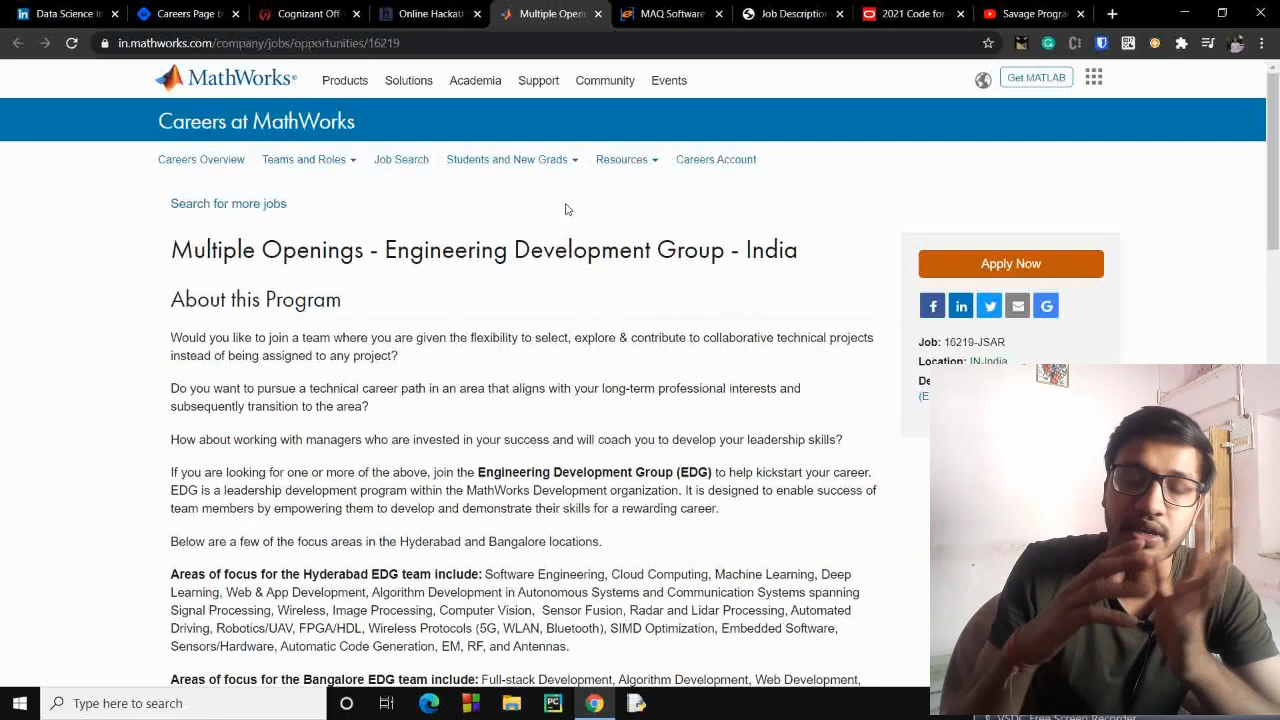 Data Science In
Careers Page b
Cognizant Off-
Online Hackath
Multiple Openi
MAQ Software
Job Description
2021 Code for
Savage Progra
in.mathworks.com/company/jobs/opportunities/16219
MathWorks®
Products
Solutions
Academia
Support
Community
Events
Get MATLAB
Careers at MathWorks
Careers Overview
Teams and Roles
Job Search
Students and New Grads
Resources
Careers Account
Search for more jobs
Multiple Openings - Engineering Development Group - India
Apply Now
About this Program
Would you like to join a team where you are given the flexibility to select, explore & contribute to collaborative technical projects
instead of being assigned to any project?
Job: 16219-JSAR
Location: IN-India
De
(E
Do you want to pursue a technical career path in an area that aligns with your long-term professional interests and
subsequently transition to the area?
How about working with managers who are invested in your success and will coach you to develop your leadership skills?
If you are looking for one or more of the above, join the Engineering Development Group (EDG) to help kickstart your career.
EDG is a leadership development program within the MathWorks Development organization. It is designed to enable success of
team members by empowering them to develop and demonstrate their skills for a rewarding career.
Below are a few of the focus areas in the Hyderabad and Bangalore locations.
Areas of focus for the Hyderabad EDG team include: Software Engineering, Cloud Computing, Machine Learning, Deep
Learning, Web & App Development, Algorithm Development in Autonomous Systems and Communication Systems spanning
Signal Processing, Wireless, Image Processing, Computer Vision, Sensor Fusion, Radar and Lidar Processing, Automated
Driving, Robotics/UAV, FPGA/HDL, Wireless Protocols (5G, WLAN, Bluetooth), SIMD Optimization, Embedded Software,
Sensors/Hardware, Automatic Code Generation, EM, RF, and Antennas.
Areas of focus for the Bangalore EDG team include: Full-stack Development, Algorithm Development, Web Development,
Type here to search
VSDC Free Screen Recorder